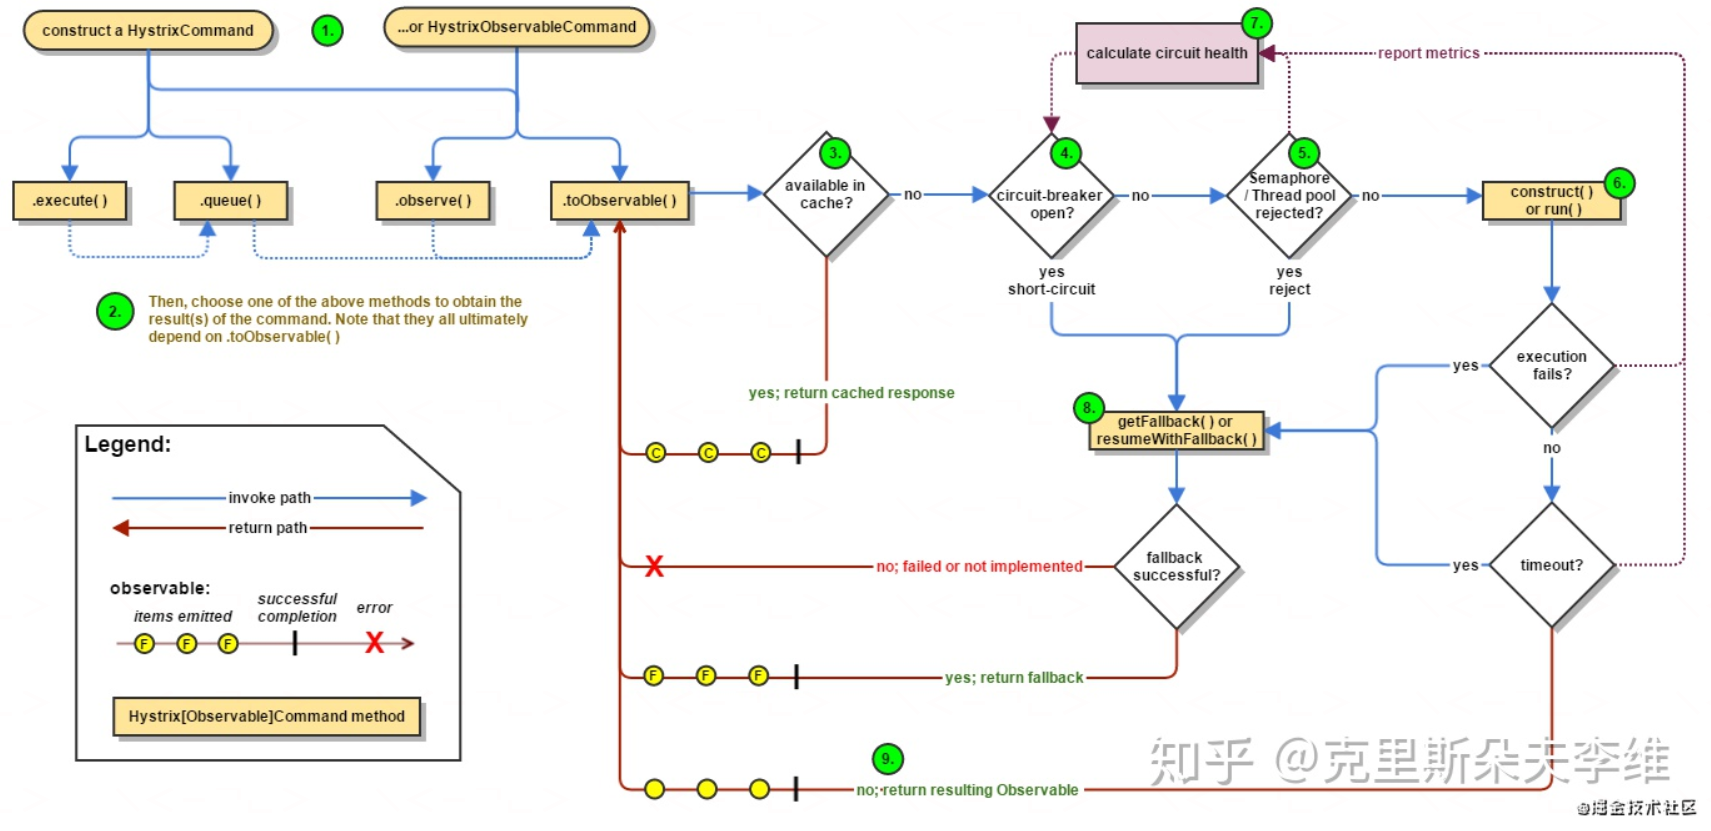 construct a HystrixCommand
1.
...or HystrixObservableCommand
7.
calculate circuit health
report metrics
.execute( )
.queue( )
.observe( )
.toObservable( )
3.
available in
cache?
no
4.
circuit-breaker
open?
no
5.
Semaphore
/ Thread pool
rejected?
no
6.
construct( )
or run( )
yes
short-circuit
yes
reject
2.
Then, choose one of the above methods to obtain the
result(s) of the command. Note that they all ultimately
depend on .toObservable( )
execution
fails?
yes
no
yes; return cached response
C C C
8.
getFallback( ) or
resumeWithFallback( )
timeout?
yes
fallback
successful?
no; failed or not implemented
X
F F F
yes; return fallback
9.
no; return resulting Observable
Legend:
invoke path
return path
observable:
items emitted
successful
completion
error
F F F
X
Hystrix[Observable]Command method
知乎 @克里斯朵夫李维
@掘金技术社区